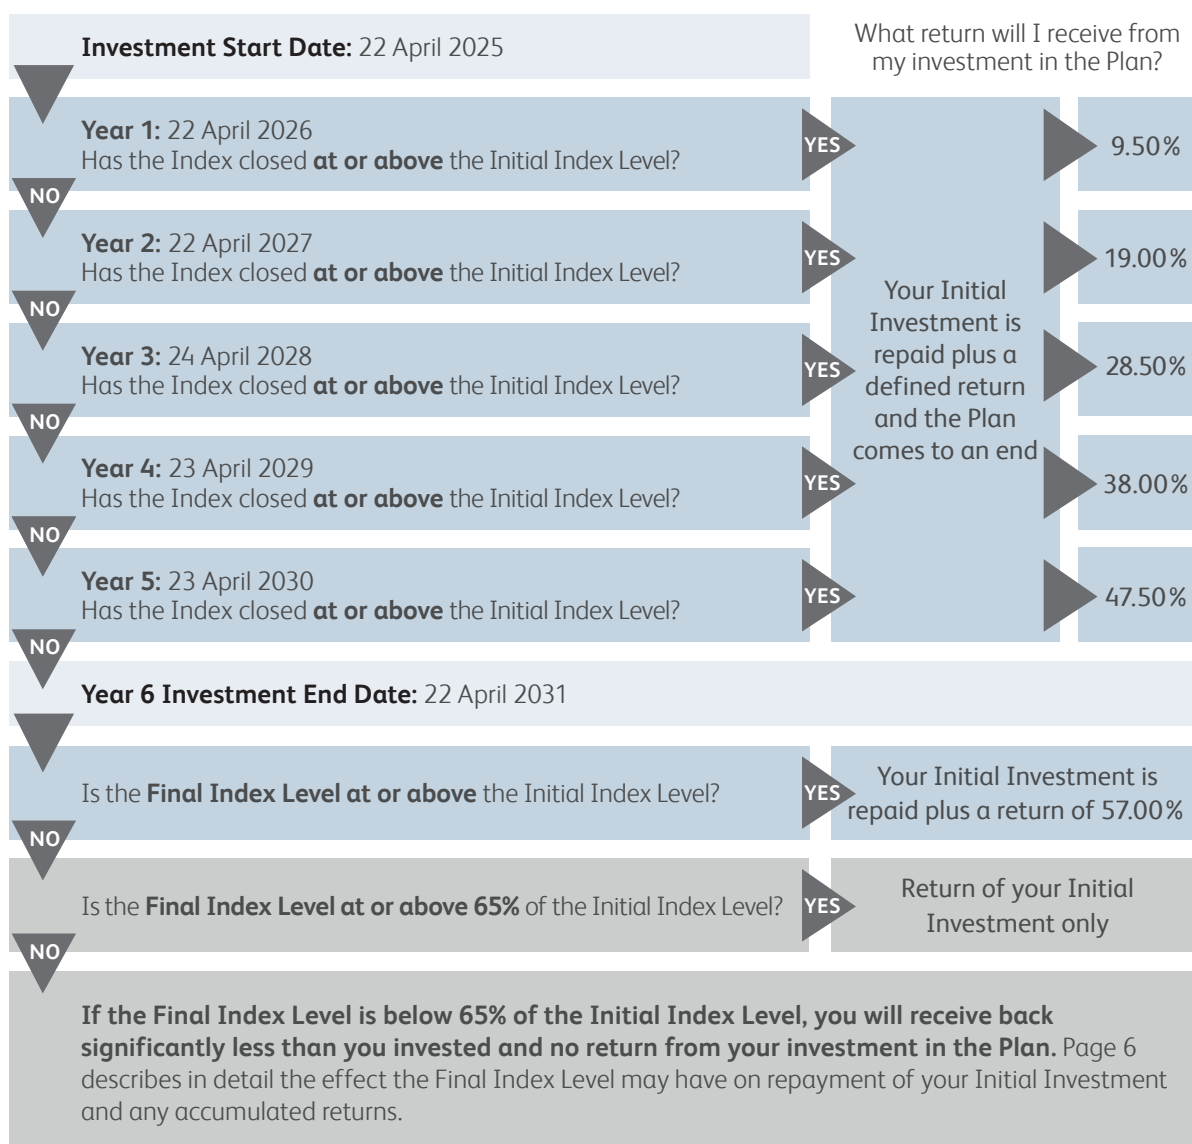 Investment Start Date: 22 April 2025
What return will I receive from
my investment in the Plan?
Year 1: 22 April 2026
Has the Index closed at or above the Initial Index Level?
YES
9.50%
NO
Year 2: 22 April 2027
Has the Index closed at or above the Initial Index Level?
YES
19.00%
NO
Year 3: 24 April 2028
Has the Index closed at or above the Initial Index Level?
YES
28.50%
NO
Year 4: 23 April 2029
Has the Index closed at or above the Initial Index Level?
YES
38.00%
NO
Year 5: 23 April 2030
Has the Index closed at or above the Initial Index Level?
YES
47.50%
Your Initial
Investment is
repaid plus a
defined return
and the Plan
comes to an end
NO
Year 6 Investment End Date: 22 April 2031
Is the Final Index Level at or above the Initial Index Level?
YES
Your Initial Investment is
repaid plus a return of 57.00%
NO
Is the Final Index Level at or above 65% of the Initial Index Level?
YES
Return of your Initial
Investment only
NO
If the Final Index Level is below 65% of the Initial Index Level, you will receive back
significantly less than you invested and no return from your investment in the Plan. Page 6
describes in detail the effect the Final Index Level may have on repayment of your Initial Investment
and any accumulated returns.